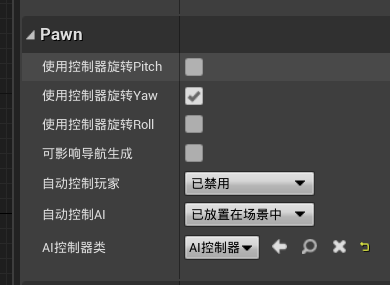 Pawn
使用控制器旋转Pitch
使用控制器旋转Yaw
使用控制器旋转Roll
可影响导航生成
自动控制玩家 已禁用
自动控制AI 已放置在场景中
AI控制器类 AI控制器